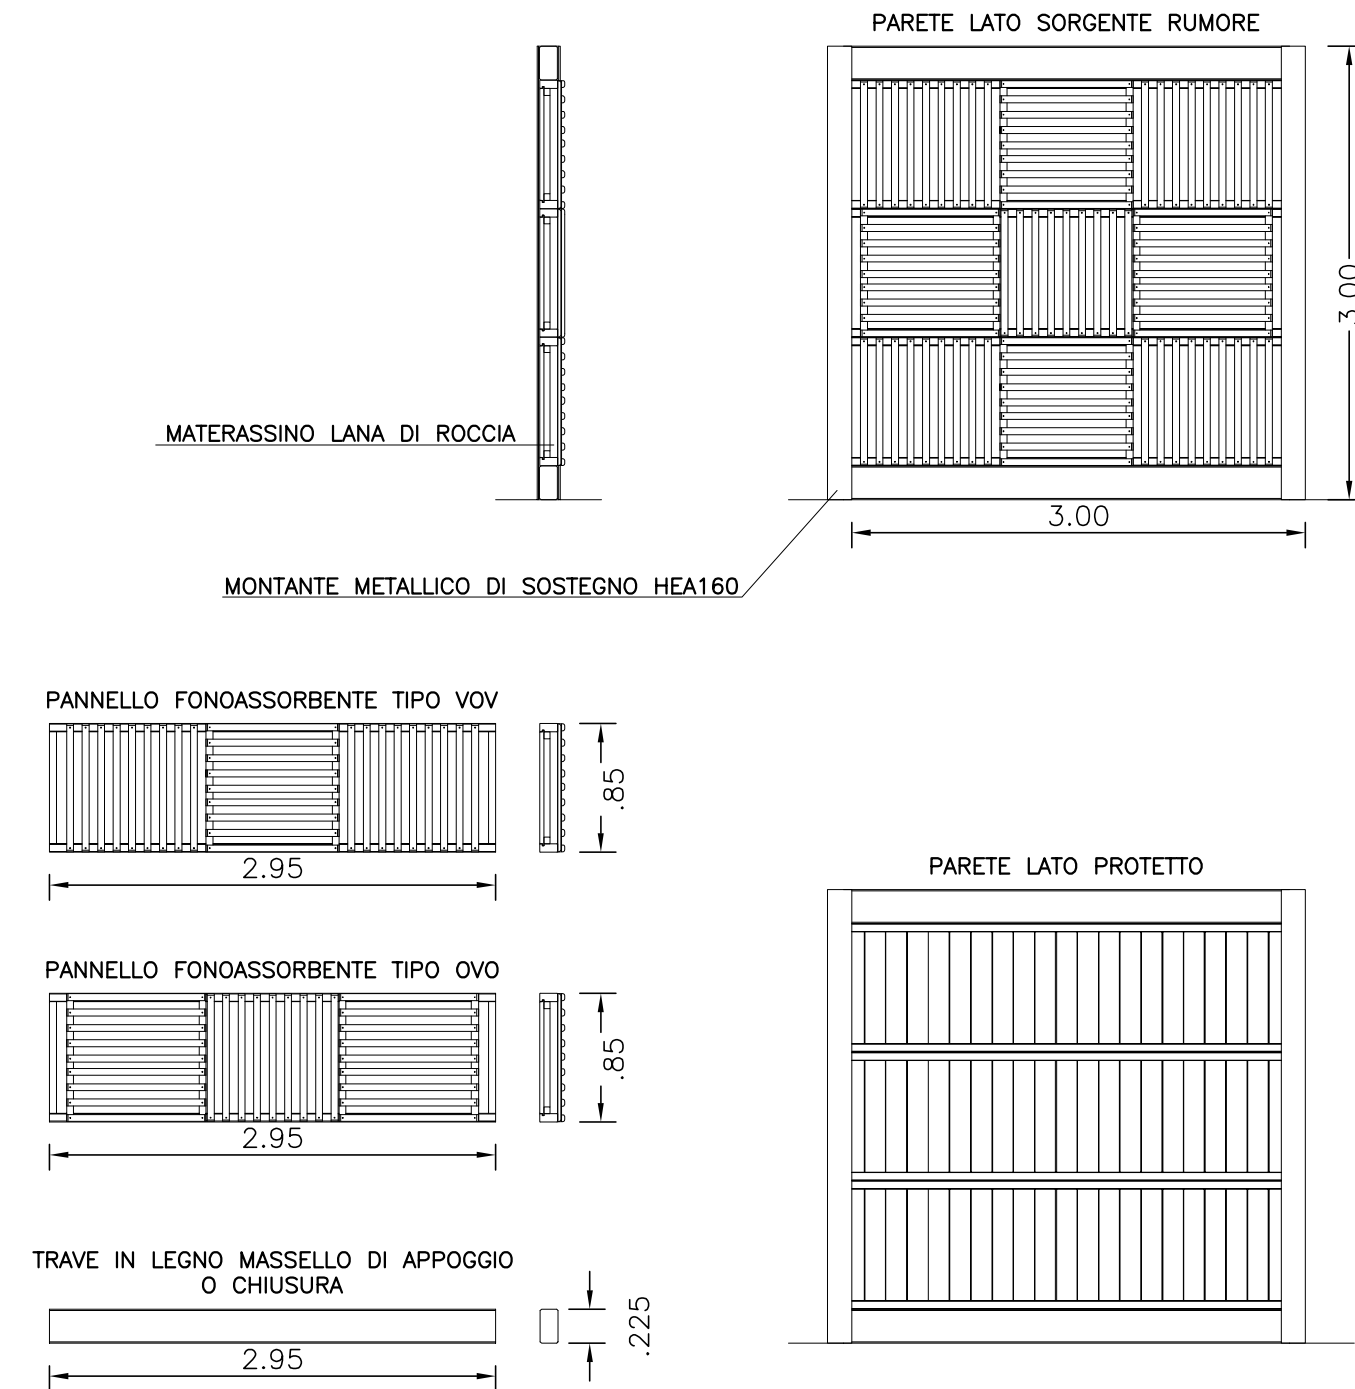 PARETE LATO SORGENTE RUMORE
3.00
3.00
MATERASSINO LANA DI ROCCIA
MONTANTE METALLICO DI SOSTEGNO HEA160
PANNELLO FONOASSORBENTE TIPO VOV
.85
2.95
PARETE LATO PROTETTO
PANNELLO FONOASSORBENTE TIPO OVO
.85
2.95
TRAVE IN LEGNO MASSELLO DI APPOGGIO
O CHIUSURA
.225
2.95